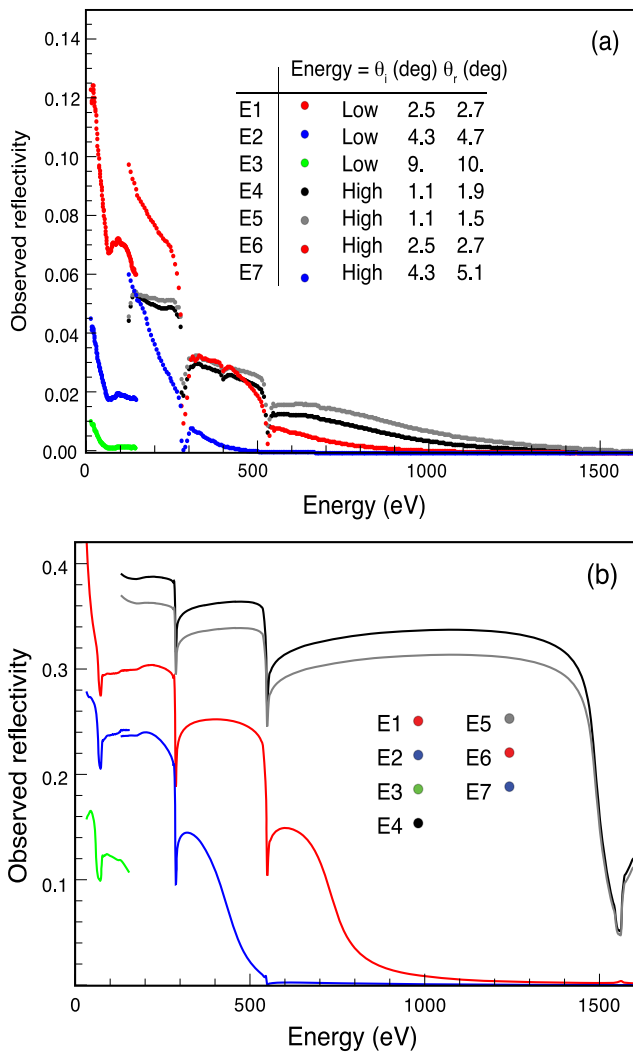 (a)
Observed reflectivity
0.15
0.12
0.10
0.08
0.06
0.04
0.02
0.00
Energy = θi (deg) θr (deg)
E1 Low 2.5 2.7
E2 Low 4.3 4.7
E3 Low 9. 10.
E4 High 1.1 1.9
E5 High 1.1 1.5
E6 High 2.5 2.7
E7 High 4.3 5.1
0 500 1000 1500
Energy (eV)
(b)
Observed reflectivity
0.4
0.3
0.2
0.1
E1 E5
E2 E6
E3 E7
E4
0 500 1000 1500
Energy (eV)